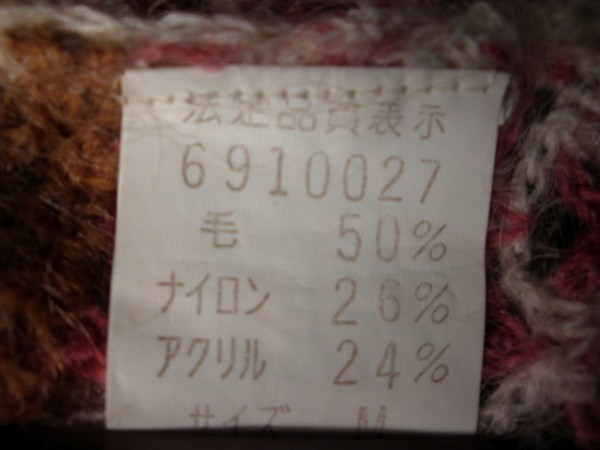 法定品質表示
6910027
毛 50%
ナイロン 26%
アクリル 24%
サイズ M